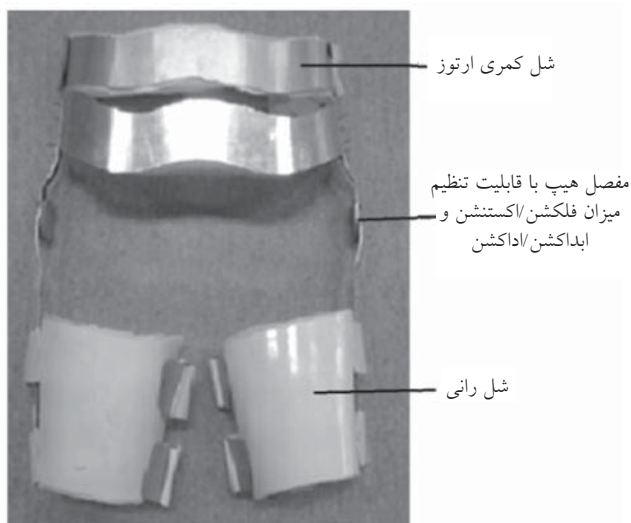 شل کمری ارتوز
مفصل هیپ با قابلیت تنظیم
میزان فلکشن/اکستنشن و
ابداکشن/اداکشن
شل رانی